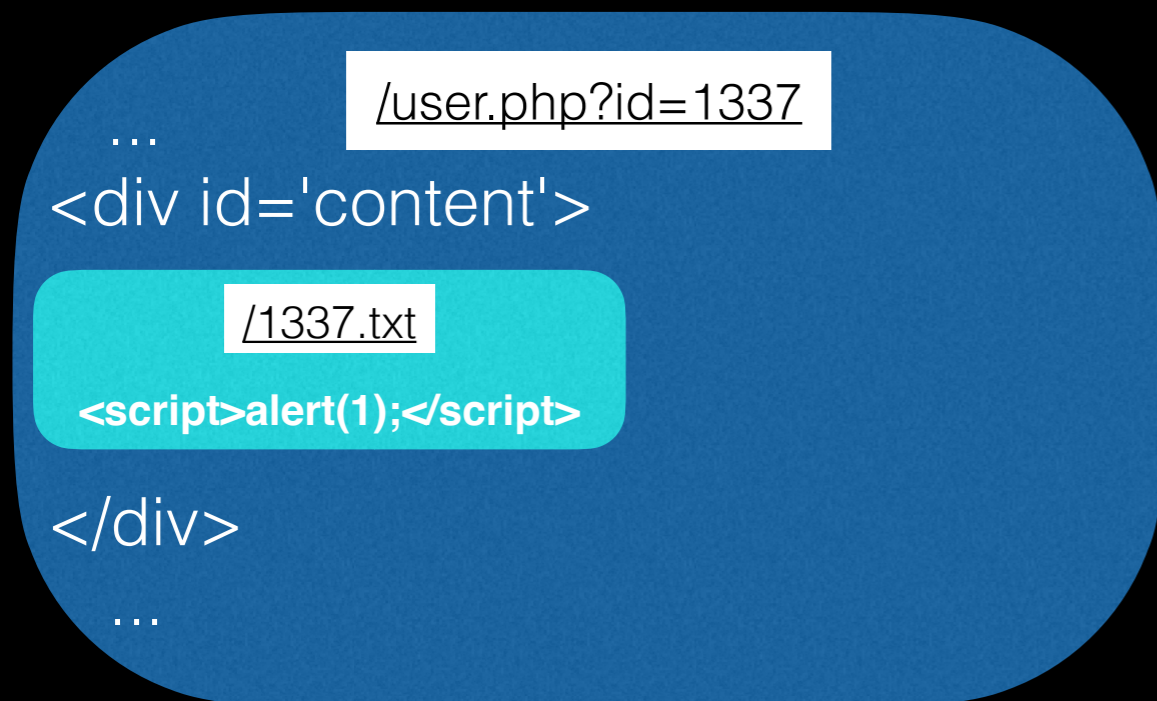 /user.php?id=1337
...
<div id='content'>
/1337.txt
<script>alert(1);</script>
</div>
...